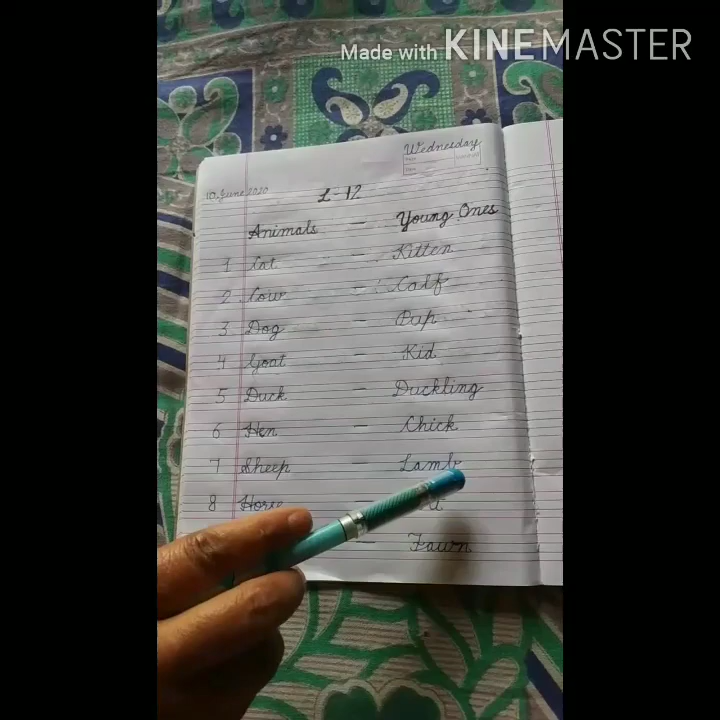 Made with KINEMASTER
Wednesday
10, June 2020
L-12
Animals - Young Ones
1 Cat - Kitten
2 Cow - Calf
3 Dog - Pup
4 Goat - Kid
5 Duck - Duckling
6 Hen - Chick
7 Sheep - Lamb
8 Horse -
- Fawn